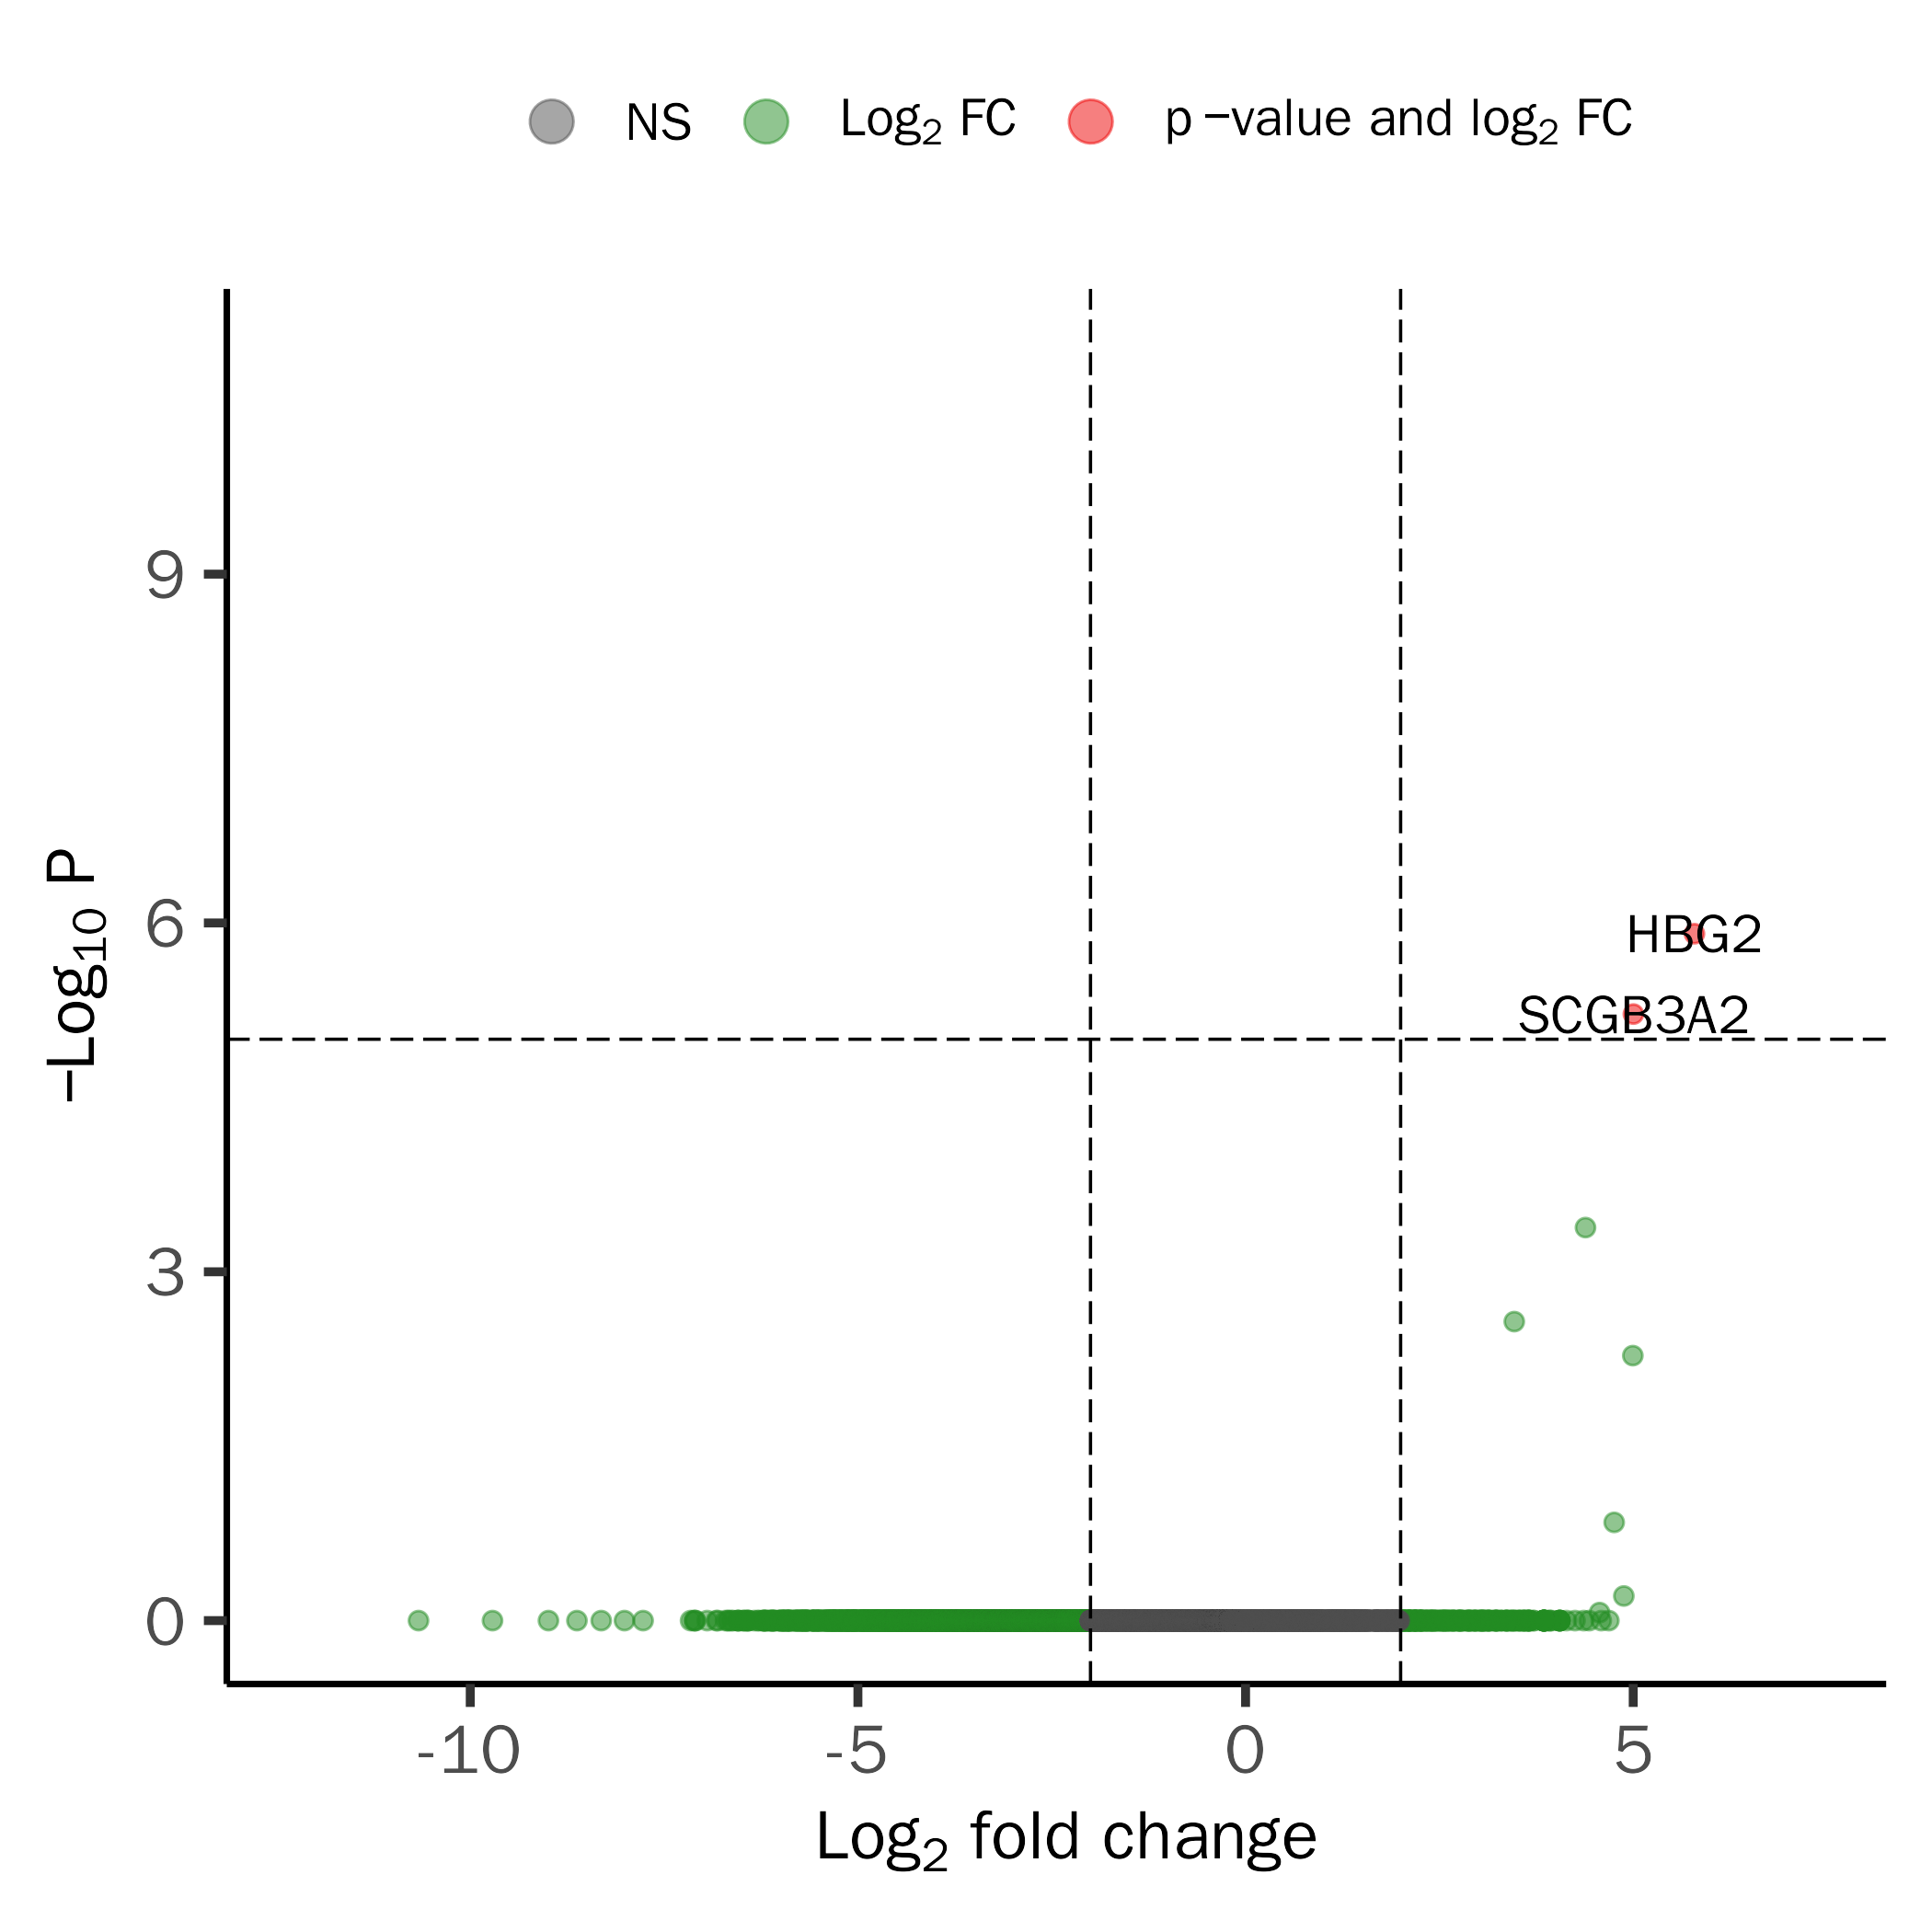 NS Log₂ FC p −value and log₂ FC
−Log₁₀ P
9
6
3
0
HBG2
SCGB3A2
-10 -5 0 5
Log₂ fold change